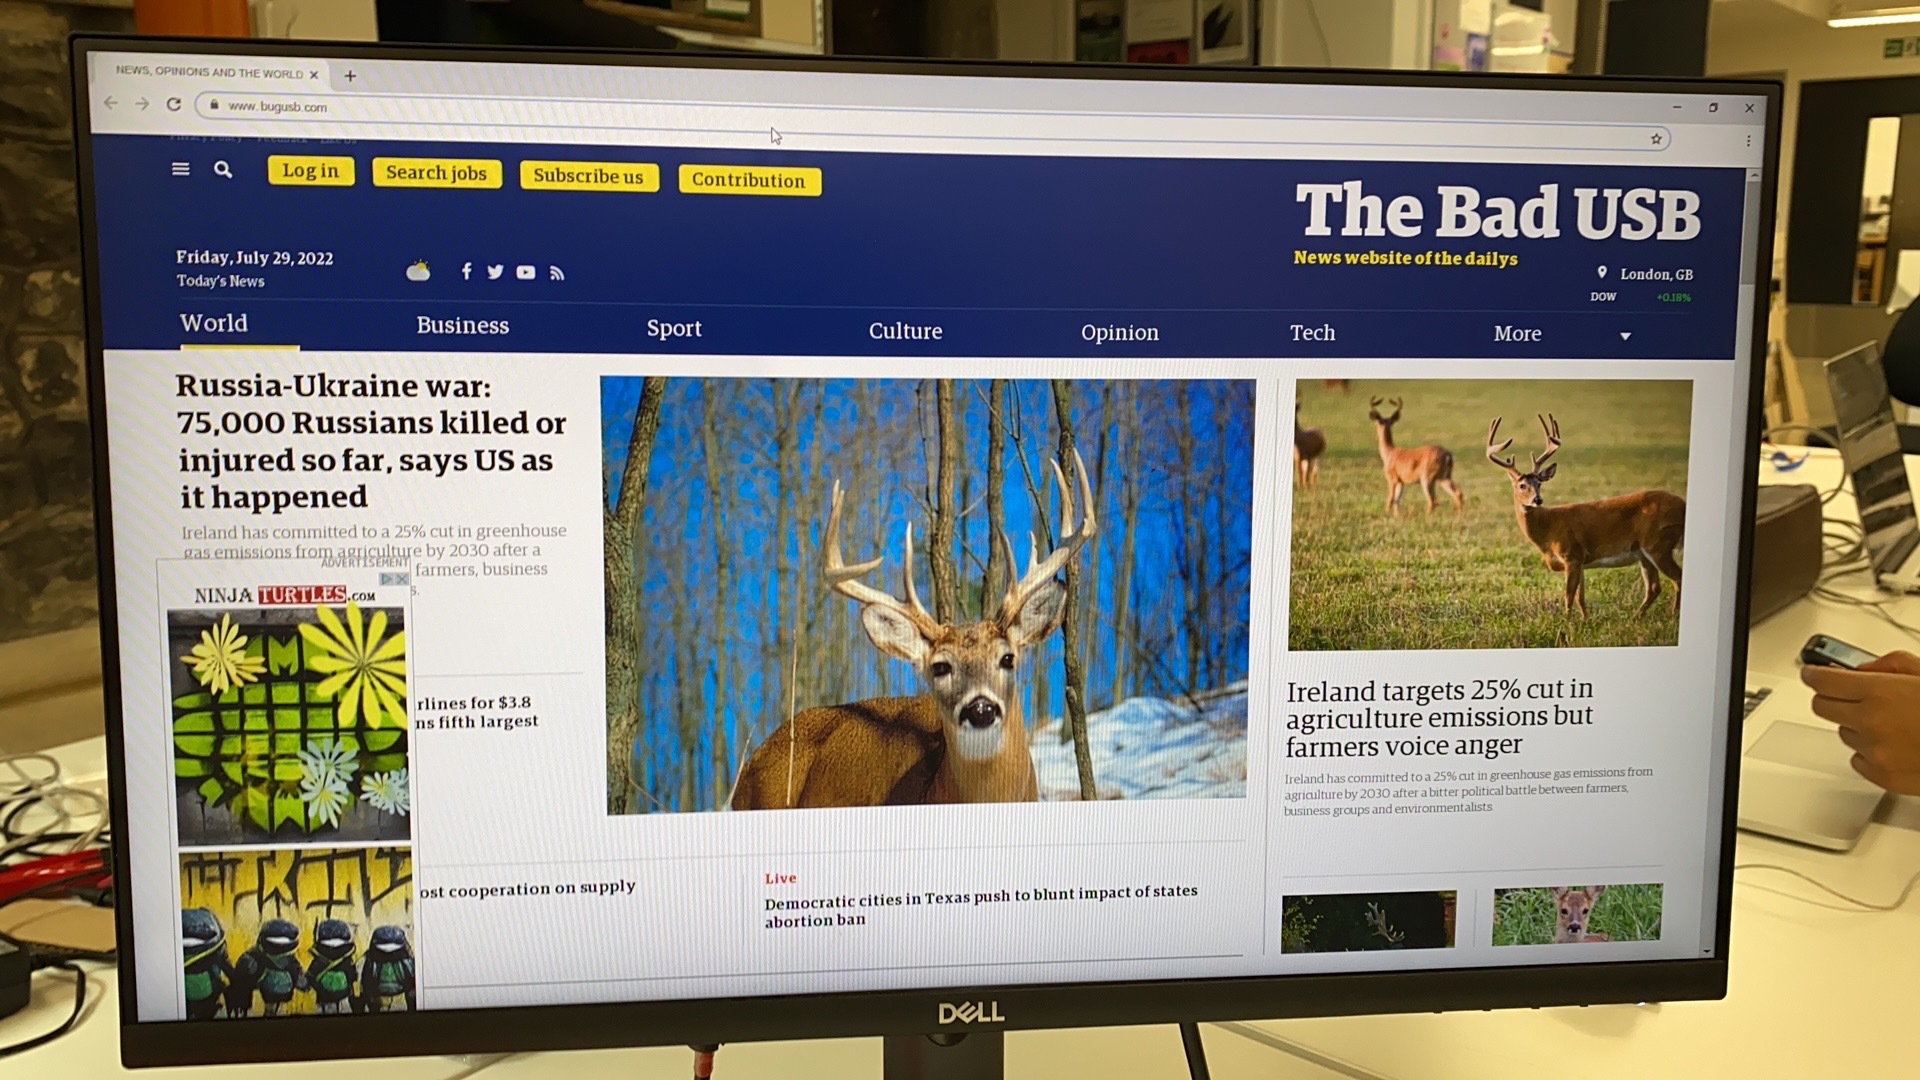 NEWS, OPINIONS AND THE WORLD
www.bugusb.com
Log in
Search jobs
Subscribe us
Contribution
The Bad USB
News website of the dailys
Friday, July 29, 2022
Today's News
London, GB
DOW +0.18%
World
Business
Sport
Culture
Opinion
Tech
More
Russia-Ukraine war:
75,000 Russians killed or
injured so far, says US as
it happened
Ireland has committed to a 25% cut in greenhouse
gas emissions from agriculture by 2030 after a
farmers, business
s.
ADVERTISEMENT
NINJA TURTLES.COM
rlines for $3.8
ns fifth largest
ost cooperation on supply
Live
Democratic cities in Texas push to blunt impact of states
abortion ban
Ireland targets 25% cut in
agriculture emissions but
farmers voice anger
Ireland has committed to a 25% cut in greenhouse gas emissions from
agriculture by 2030 after a bitter political battle between farmers,
business groups and environmentalists
DELL